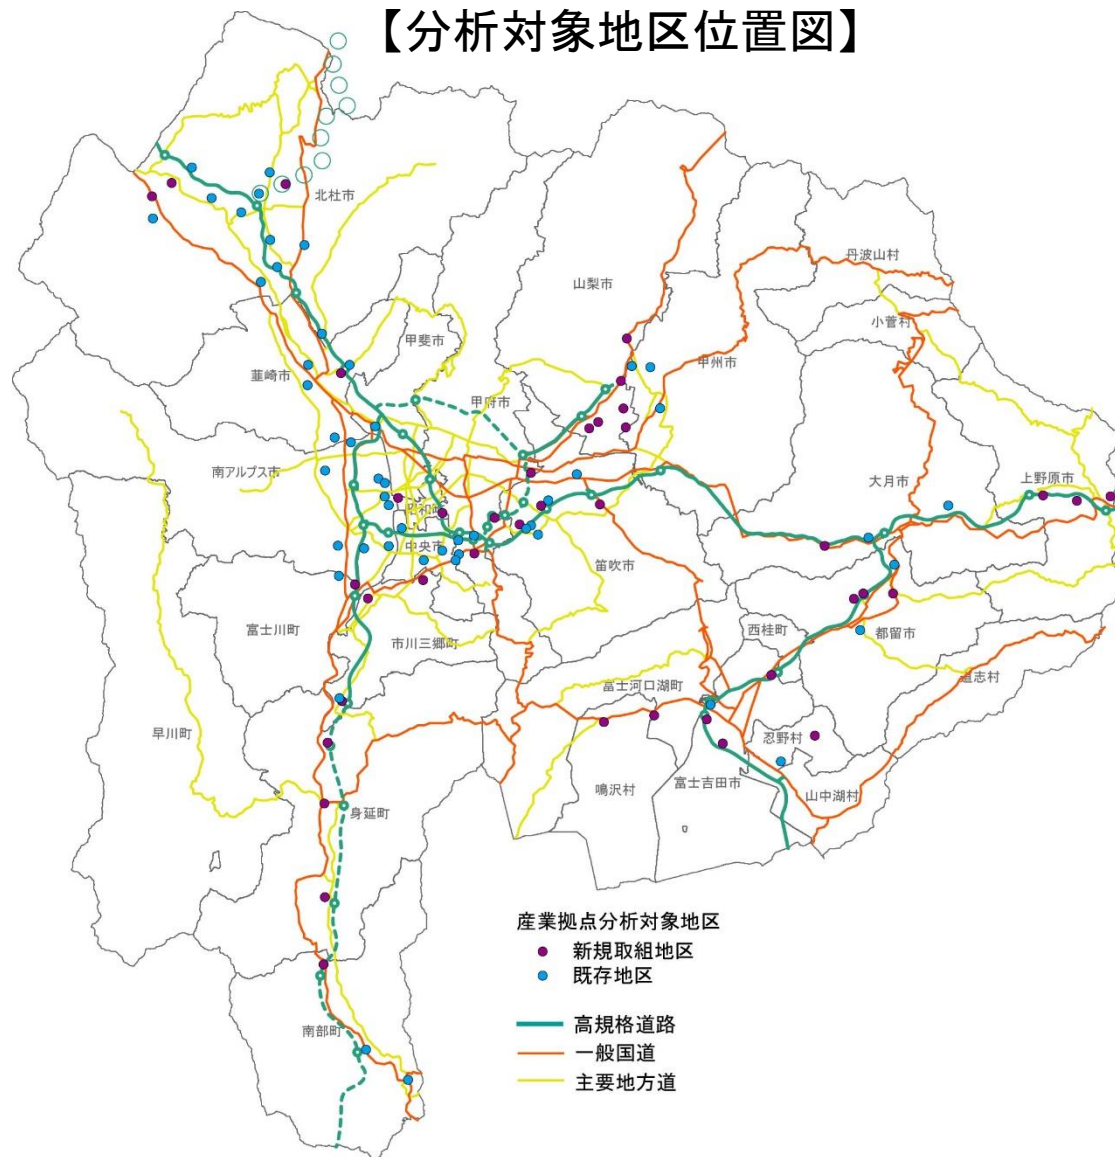 【分析対象地区位置図】
北杜市
丹波山村
山梨市
小菅村
甲斐市
甲州市
韮崎市
甲府市
南アルプス市
大月市
上野原市
昭和町
中央市
笛吹市
富士川町
市川三郷町
西桂町
都留市
道志村
富士河口湖町
早川町
忍野村
鳴沢村
富士吉田市
山中湖村
身延町
産業拠点分析対象地区
新規取組地区
既存地区
高規格道路
南部町
一般国道
主要地方道